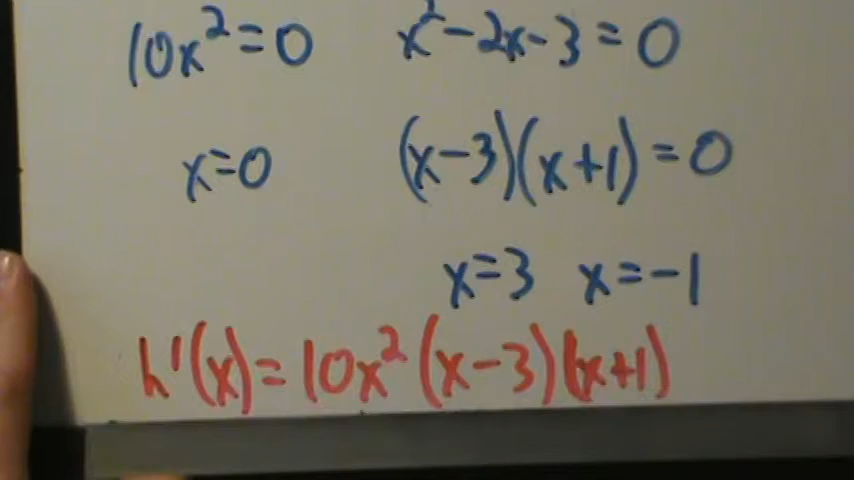 10x² = 0 x² - 2x - 3 = 0
x = 0 (x - 3)(x + 1) = 0
x = 3 x = -1
h'(x) = 10x² (x - 3)(x + 1)